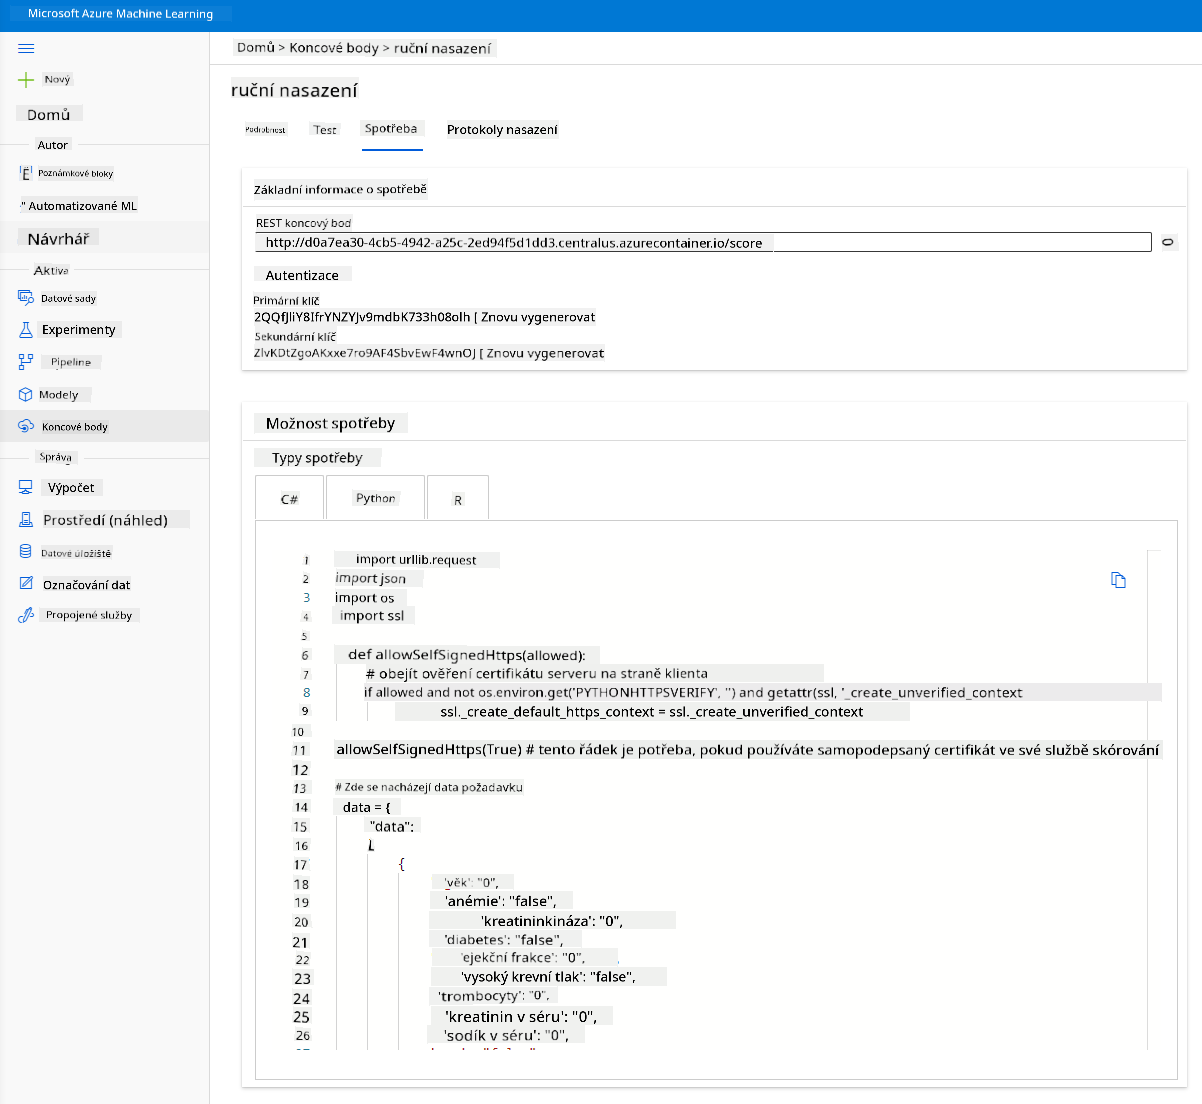 Microsoft Azure Machine Learning
Domů > Koncové body > ruční nasazení
Nový
Domů
Autor
Poznámkové bloky
Automatizované ML
Návrhář
Aktiva
Datové sady
Experimenty
Pipeline
Modely
Koncové body
Správa
Výpočet
Prostředí (náhled)
Datové úložiště
Označování dat
Propojené služby
ruční nasazení
Podrobnost Test Spotřeba Protokoly nasazení
Základní informace o spotřebě
REST koncový bod
http://d0a7ea30-4cb5-4942-a25c-2ed94f5d1dd3.centralus.azurecontainer.io/score
Autentizace
Primární klíč
2QQfJliY8IfrYNZYJv9mdbK733h08olh [ Znovu vygenerovat
Sekundární klíč
ZlvKDtZgoAKxxe7ro9AF4SbvEwF4wnOJ [ Znovu vygenerovat
Možnost spotřeby
Typy spotřeby
C# Python R
1 import urllib.request
2 import json
3 import os
4 import ssl
5
6 def allowSelfSignedHttps(allowed):
7 # obejít ověření certifikátu serveru na straně klienta
8 if allowed and not os.environ.get('PYTHONHTTPSVERIFY', '') and getattr(ssl, '_create_unverified_context
9 ssl._create_default_https_context = ssl._create_unverified_context
10
11 allowSelfSignedHttps(True) # tento řádek je potřeba, pokud používáte samopodepsaný certifikát ve své službě skórování
12
13 # Zde se nacházejí data požadavku
14 data = {
15 "data":
16 [
17 {
18 'věk': "0",
19 'anémie': "false",
20 'kreatininkináza': "0",
21 'diabetes': "false",
22 'ejekční frakce': "0",
23 'vysoký krevní tlak': "false",
24 'trombocyty': "0",
25 'kreatinin v séru': "0",
26 'sodík v séru': "0",